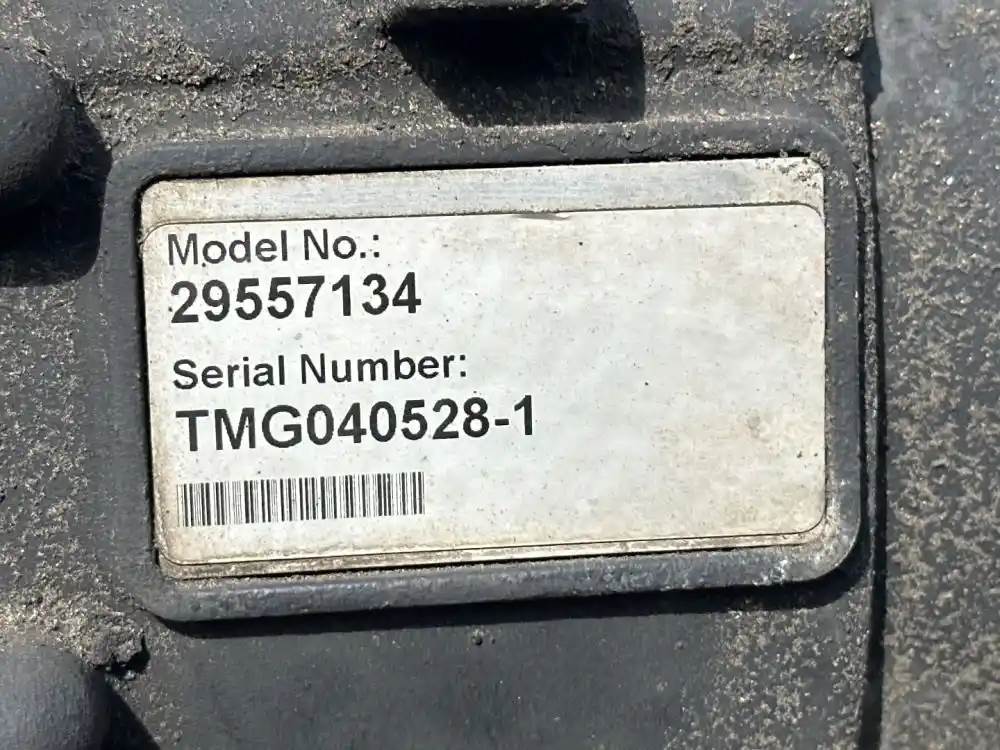 Model No.:
29557134
Serial Number:
TMG040528-1